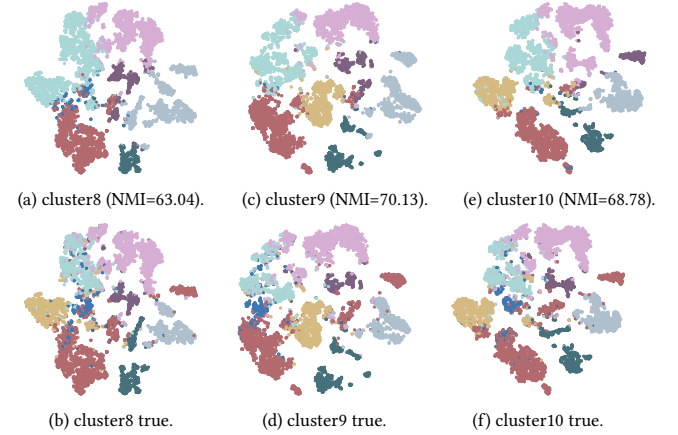 (a) cluster8 (NMI=63.04). (c) cluster9 (NMI=70.13). (e) cluster10 (NMI=68.78).
(b) cluster8 true. (d) cluster9 true. (f) cluster10 true.